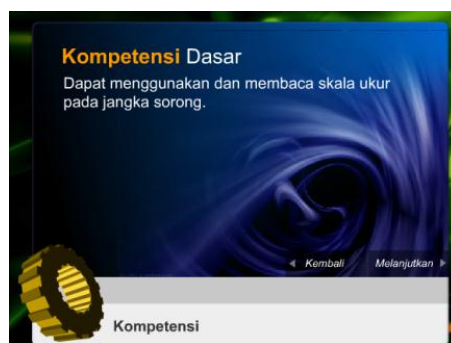 Kompetensi Dasar
Dapat menggunakan dan membaca skala ukur
pada jangka sorong.
Kembali Melanjutkan
Kompetensi